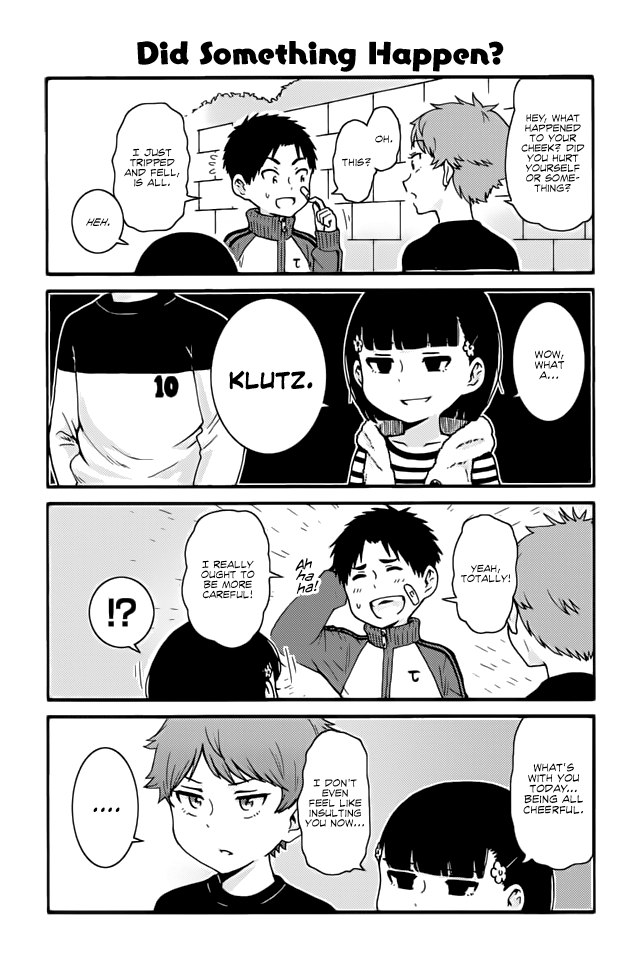 Did Something Happen?
HEY, WHAT
HAPPENED
TO YOUR
CHEEK? DID
YOU HURT
YOURSELF
OR SOME-
THING?
OH.
THIS?
I JUST
TRIPPED
AND FELL,
IS ALL.
HEH.
τ
WOW,
WHAT
A...
KLUTZ.
10
YEAH,
TOTALLY!
Ah
ha
ha!
I REALLY
OUGHT TO
BE MORE
CAREFUL!
!?
τ
WHAT'S
WITH YOU
TODAY...
BEING ALL
CHEERFUL.
I DON'T
EVEN
FEEL LIKE
INSULTING
YOU NOW...
....